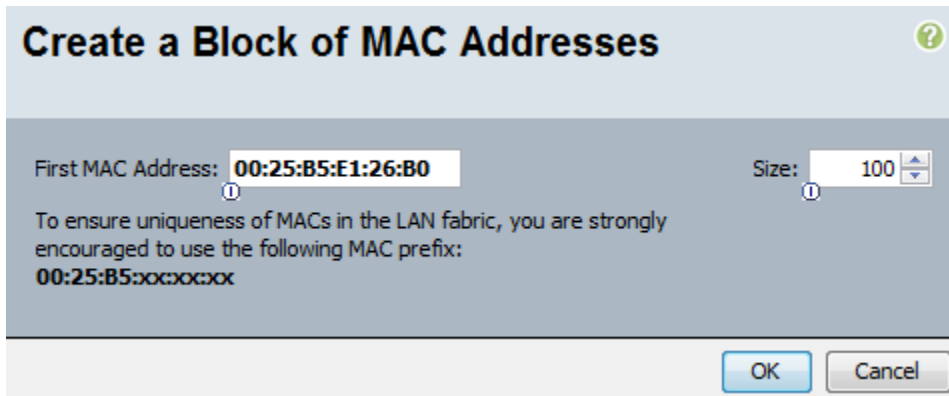 Create a Block of MAC Addresses
First MAC Address: 00:25:B5:E1:26:B0 Size: 100
To ensure uniqueness of MACs in the LAN fabric, you are strongly
encouraged to use the following MAC prefix:
00:25:B5:xx:xx:xx
OK Cancel